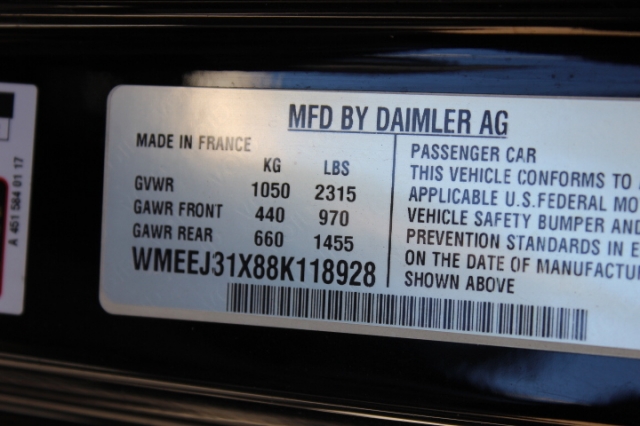 MFD BY DAIMLER AG
MADE IN FRANCE
KG LBS
GVWR 1050 2315
GAWR FRONT 440 970
GAWR REAR 660 1455
WMEEJ31X88K118928
PASSENGER CAR
THIS VEHICLE CONFORMS TO A
APPLICABLE U.S.FEDERAL MO
VEHICLE SAFETY BUMPER AND
PREVENTION STANDARDS IN E
ON THE DATE OF MANUFACTU
SHOWN ABOVE
A 451 584 01 17